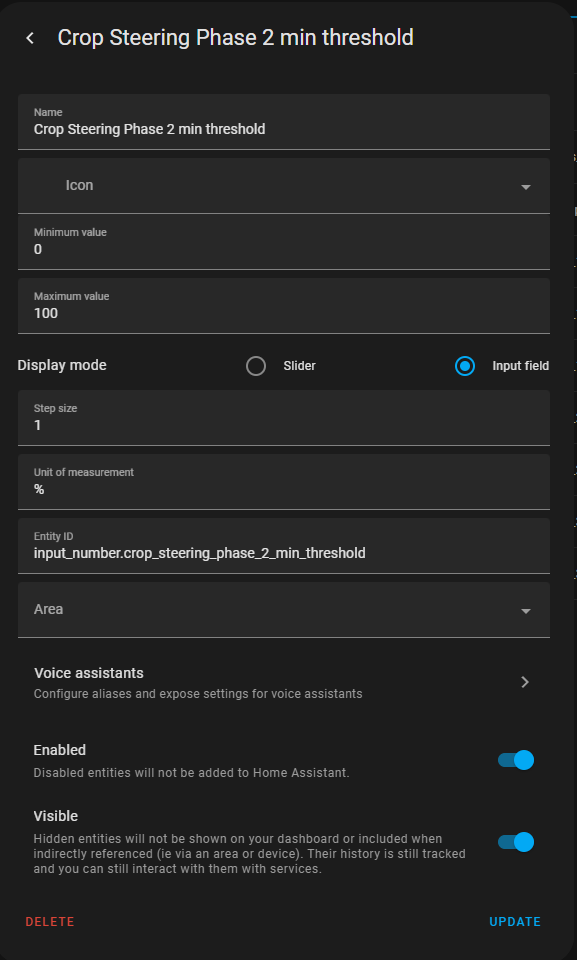 Crop Steering Phase 2 min threshold
Name
Crop Steering Phase 2 min threshold
Icon
Minimum value
0
Maximum value
100
Display mode
Slider
Input field
Step size
1
Unit of measurement
%
Entity ID
input_number.crop_steering_phase_2_min_threshold
Area
Voice assistants
Configure aliases and expose settings for voice assistants
Enabled
Disabled entities will not be added to Home Assistant.
Visible
Hidden entities will not be shown on your dashboard or included when
indirectly referenced (ie via an area or device). Their history is still tracked
and you can still interact with them with services.
DELETE
UPDATE